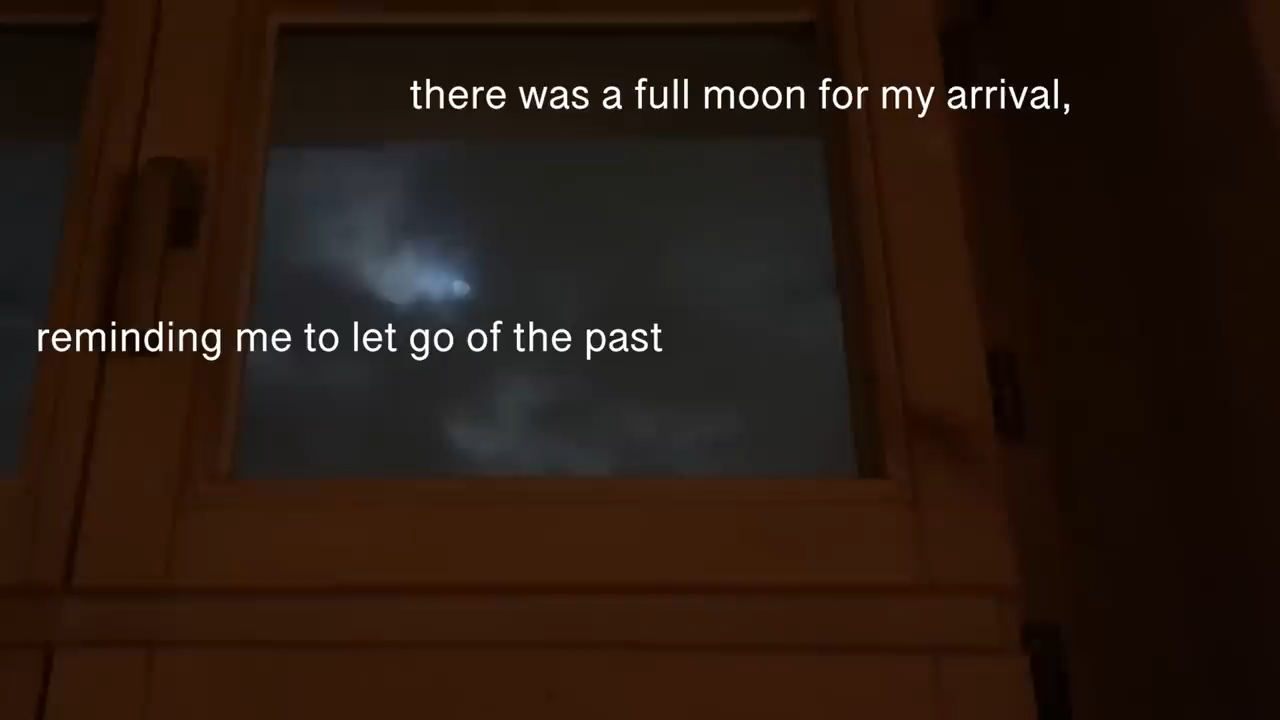 there was a full moon for my arrival,
reminding me to let go of the past